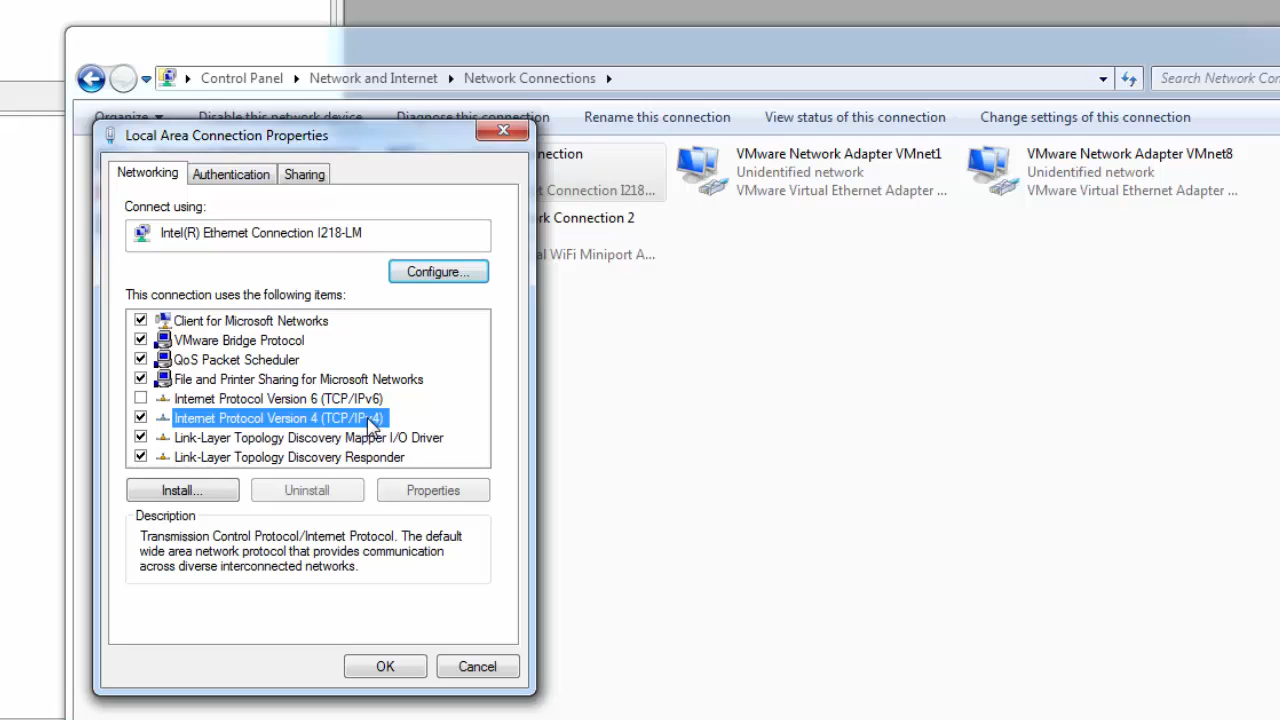 Control Panel
Network and Internet
Network Connections
Search Network Con
Organize
Disable this network device
Diagnose this connection
Rename this connection
View status of this connection
Change settings of this connection
Local Area Connection Properties
Networking
Authentication
Sharing
Connect using:
Intel(R) Ethernet Connection I218-LM
Configure...
This connection uses the following items:
Client for Microsoft Networks
VMware Bridge Protocol
QoS Packet Scheduler
File and Printer Sharing for Microsoft Networks
Internet Protocol Version 6 (TCP/IPv6)
Internet Protocol Version 4 (TCP/IPv4)
Link-Layer Topology Discovery Mapper I/O Driver
Link-Layer Topology Discovery Responder
Install...
Uninstall
Properties
Description
Transmission Control Protocol/Internet Protocol. The default
wide area network protocol that provides communication
across diverse interconnected networks.
OK
Cancel
nection
t Connection I218...
rk Connection 2
al WiFi Miniport A...
VMware Network Adapter VMnet1
Unidentified network
VMware Virtual Ethernet Adapter ...
VMware Network Adapter VMnet8
Unidentified network
VMware Virtual Ethernet Adapter ...